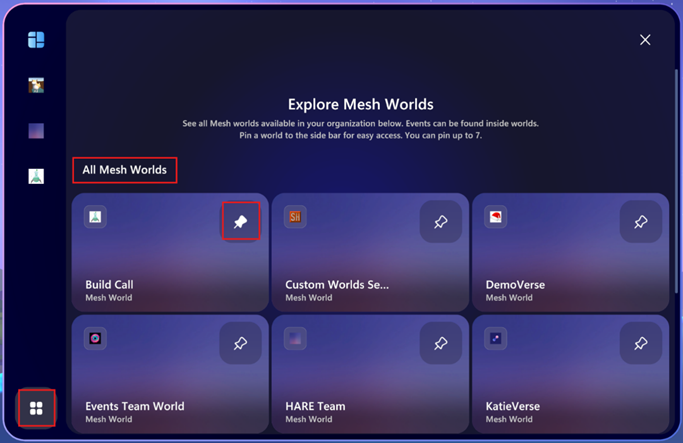 Explore Mesh Worlds
See all Mesh worlds available in your organization below. Events can be found inside worlds.
Pin a world to the side bar for easy access. You can pin up to 7.
All Mesh Worlds
Build Call
Mesh World
Custom Worlds Se...
Mesh World
DemoVerse
Mesh World
Events Team World
Mesh World
HARE Team
Mesh World
KatieVerse
Mesh World